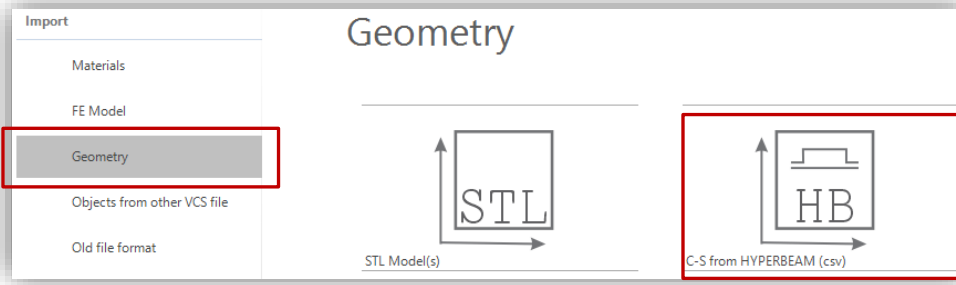 Import
Geometry
Materials
FE Model
Geometry
Objects from other VCS file
Old file format
STL
HB
STL Model(s)
C-S from HYPERBEAM (csv)